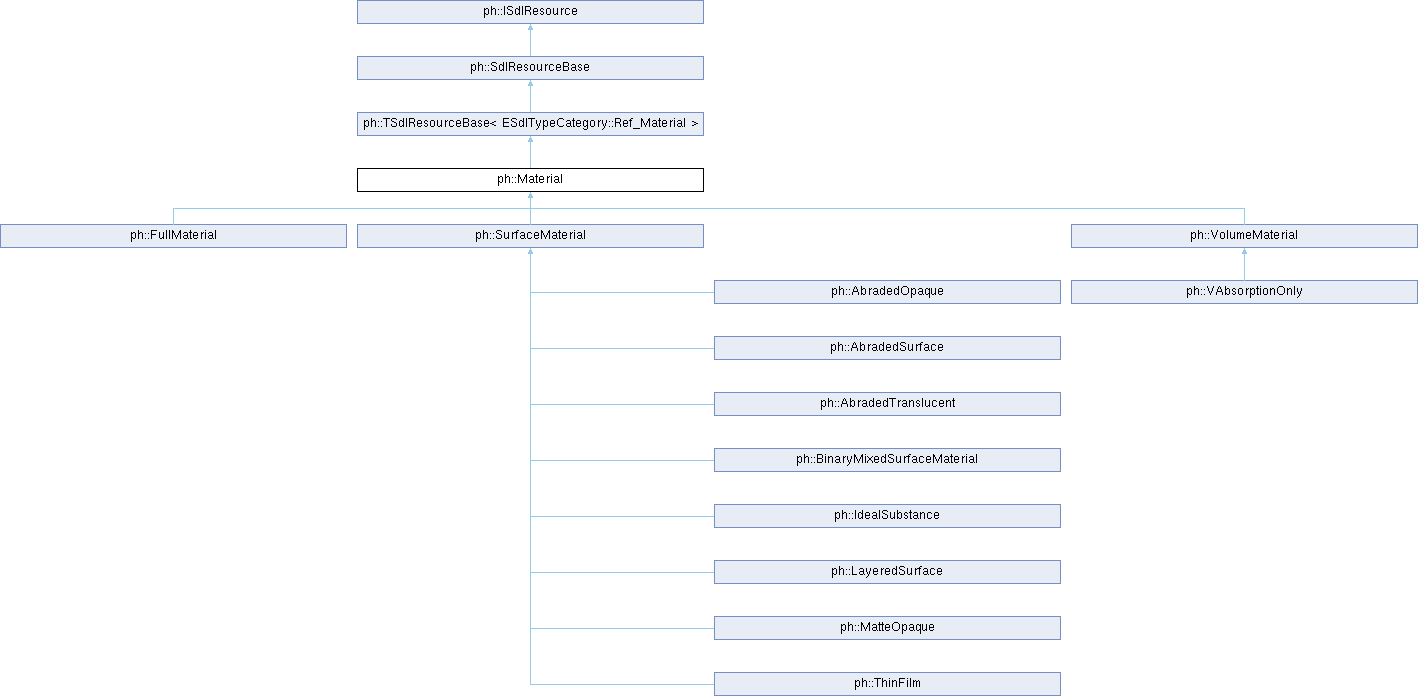 ph::ISdlResource
ph::SdlResourceBase
ph::TSdlResourceBase< ESdlTypeCategory::Ref_Material >
ph::Material
ph::FullMaterial
ph::SurfaceMaterial
ph::VolumeMaterial
ph::AbradedOpaque
ph::VAbsorptionOnly
ph::AbradedSurface
ph::AbradedTranslucent
ph::BinaryMixedSurfaceMaterial
ph::IdealSubstance
ph::LayeredSurface
ph::MatteOpaque
ph::ThinFilm